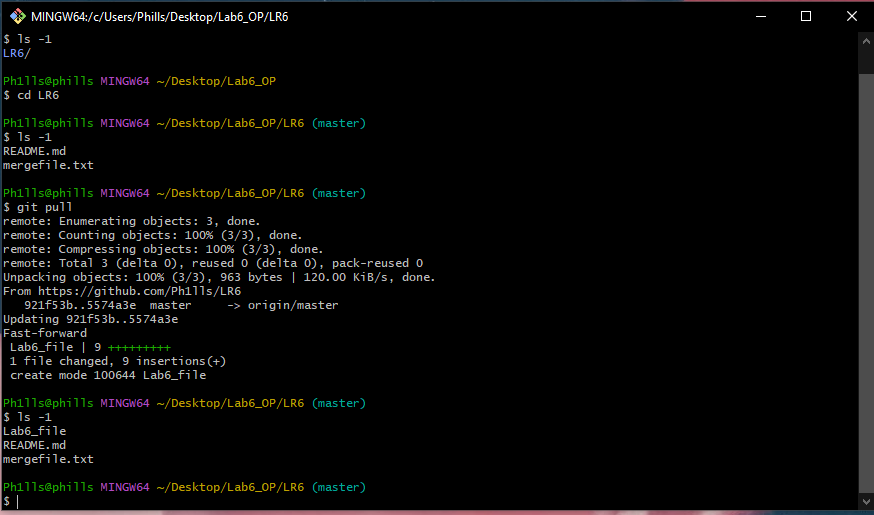 MINGW64:/c/Users/Phills/Desktop/Lab6_OP/LR6
$ ls -1
LR6/
Ph1lls@phills MINGW64 ~/Desktop/Lab6_OP
$ cd LR6
Ph1lls@phills MINGW64 ~/Desktop/Lab6_OP/LR6 (master)
$ ls -1
README.md
mergefile.txt
Ph1lls@phills MINGW64 ~/Desktop/Lab6_OP/LR6 (master)
$ git pull
remote: Enumerating objects: 3, done.
remote: Counting objects: 100% (3/3), done.
remote: Compressing objects: 100% (3/3), done.
remote: Total 3 (delta 0), reused 0 (delta 0), pack-reused 0
Unpacking objects: 100% (3/3), 963 bytes | 120.00 KiB/s, done.
From https://github.com/Ph1lls/LR6
   921f53b..5574a3e  master     -> origin/master
Updating 921f53b..5574a3e
Fast-forward
 Lab6_file | 9 +++++++++
 1 file changed, 9 insertions(+)
 create mode 100644 Lab6_file
Ph1lls@phills MINGW64 ~/Desktop/Lab6_OP/LR6 (master)
$ ls -1
Lab6_file
README.md
mergefile.txt
Ph1lls@phills MINGW64 ~/Desktop/Lab6_OP/LR6 (master)
$